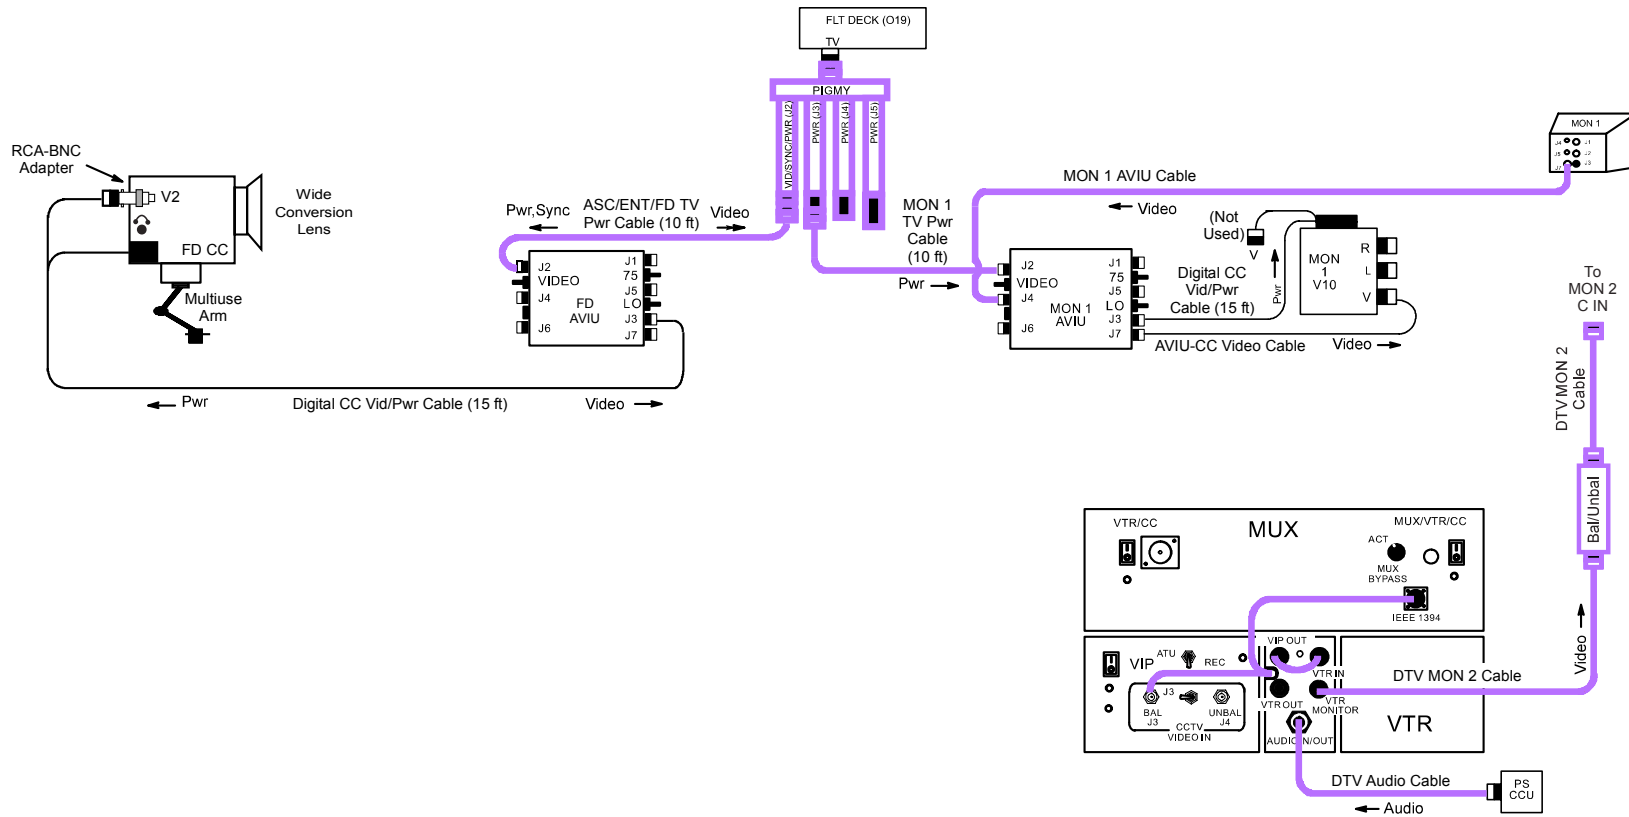 FLT DECK (O19)
TV
PIGMY
VID/SYNC/PWR (J2)
PWR (J3)
PWR (J4)
PWR (J5)
RCA-BNC
Adapter
V2
FD CC
Wide
Conversion
Lens
Multiuse
Arm
Pwr
Digital CC Vid/Pwr Cable (15 ft)
Video
Pwr,Sync
ASC/ENT/FD TV
Pwr Cable (10 ft)
Video
J2
VIDEO
J4
J6
FD
AVIU
J1
75
J5
LO
J3
J7
MON 1
TV Pwr
Cable
(10 ft)
Pwr
MON 1 AVIU Cable
Video
MON 1
J4
J1
J5
J2
J7
J3
J2
VIDEO
J4
J6
MON 1
AVIU
J1
75
J5
LO
J3
J7
(Not
Used)
V
Digital CC
Vid/Pwr
Cable (15 ft)
Pwr
MON
1
V10
R
L
V
AVIU-CC Video Cable
Video
To
MON 2
C IN
DTV MON 2
Cable
Bal/Unbal
Video
MUX
VTR/CC
MUX/VTR/CC
ACT
MUX
BYPASS
IEEE 1394
VIP
ATU
REC
J3
BAL
J3
UNBAL
J4
CCTV
VIDEO IN
VIP OUT
VTR IN
VTR OUT
VTR
MONITOR
AUDIO IN/OUT
DTV MON 2 Cable
VTR
DTV Audio Cable
Audio
PS
CCU